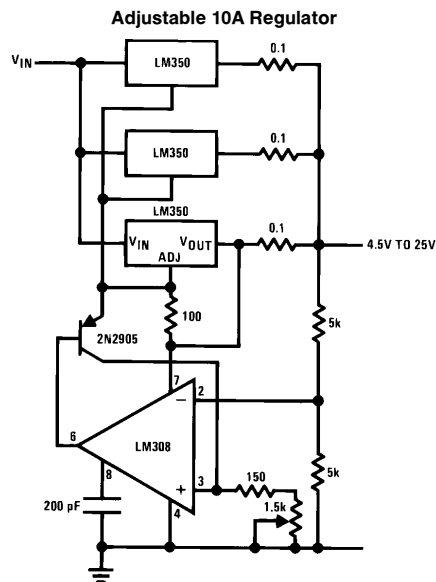 Adjustable 10A Regulator
VIN
LM350
0.1
LM350
0.1
LM350
VIN
VOUT
ADJ
0.1
4.5V TO 25V
100
5k
2N2905
7
2
−
6
LM308
8
+
3
150
5k
1.5k
200 pF
4